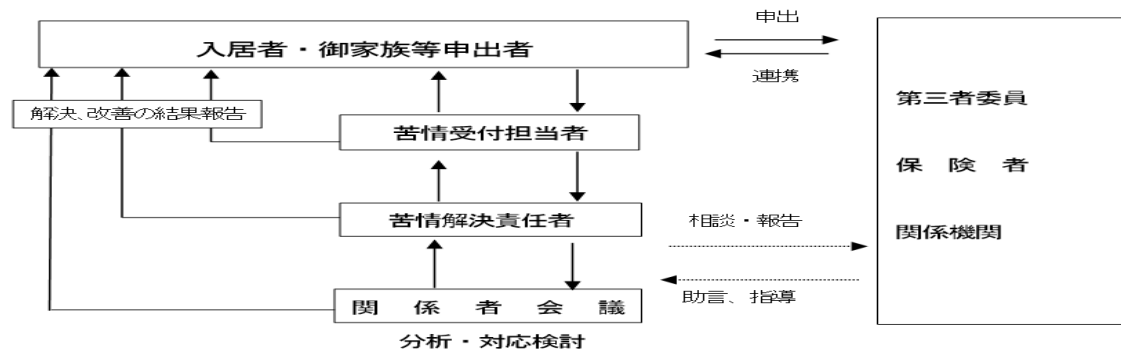 申出
入居者・御家族等申出者
連携
第三者委員
解決、改善の結果報告
苦情受付担当者
保　険　者
苦情解決責任者
相談・報告
関係機関
関　係　者　会　議
助言、指導
分析・対応検討